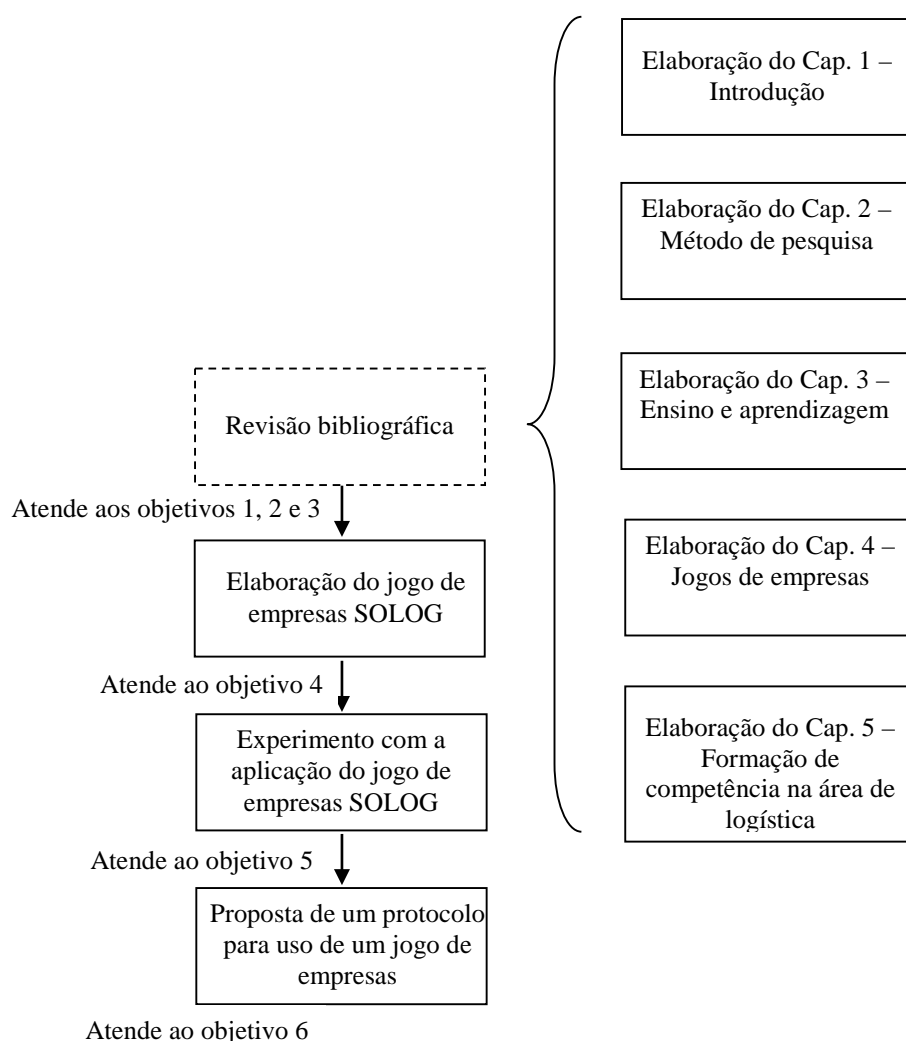 Revisão bibliográfica
Atende aos objetivos 1, 2 e 3
Elaboração do jogo de
empresas SOLOG
Atende ao objetivo 4
Experimento com a
aplicação do jogo de
empresas SOLOG
Atende ao objetivo 5
Proposta de um protocolo
para uso de um jogo de
empresas
Atende ao objetivo 6
Elaboração do Cap. 1 –
Introdução
Elaboração do Cap. 2 –
Método de pesquisa
Elaboração do Cap. 3 –
Ensino e aprendizagem
Elaboração do Cap. 4 –
Jogos de empresas
Elaboração do Cap. 5 –
Formação de
competência na área de
logística